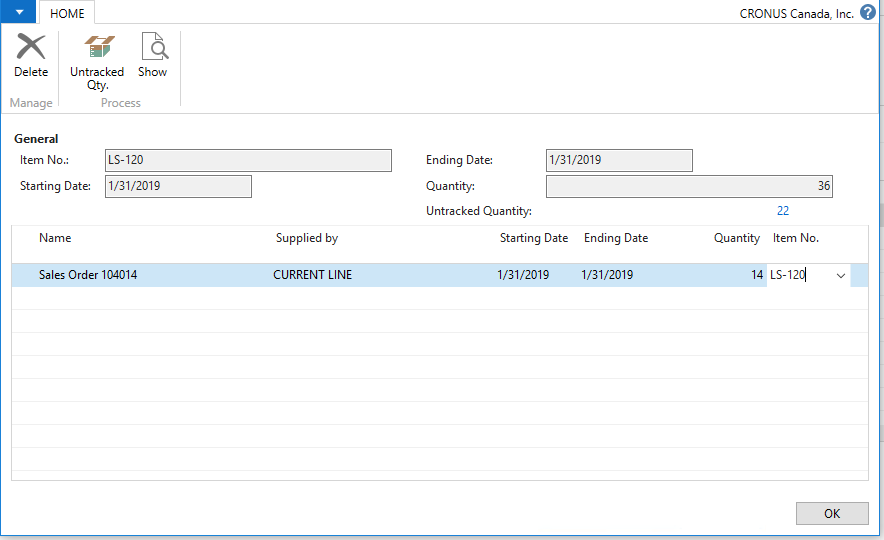 HOME
CRONUS Canada, Inc. ?
Delete
Untracked Qty.
Show
Manage
Process
General
Item No.: LS-120
Ending Date: 1/31/2019
Starting Date: 1/31/2019
Quantity: 36
Untracked Quantity: 22
Name Supplied by Starting Date Ending Date Quantity Item No.
Sales Order 104014 CURRENT LINE 1/31/2019 1/31/2019 14 LS-120
OK